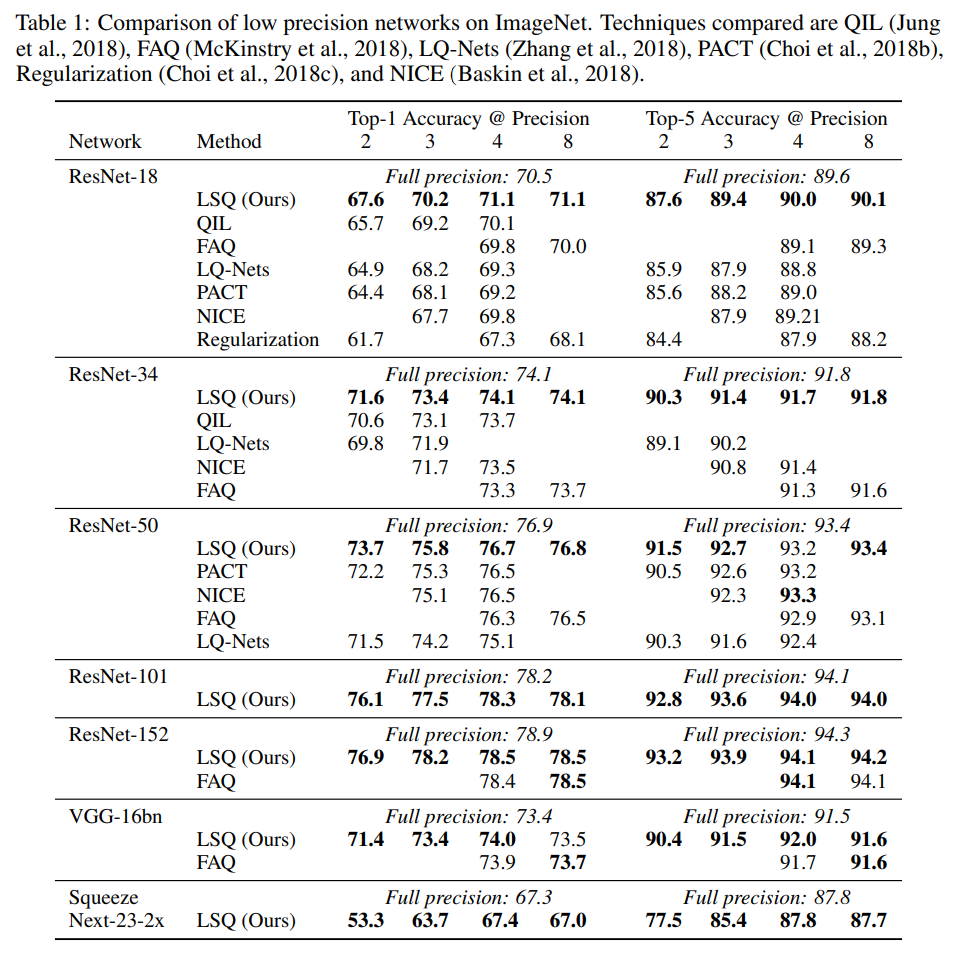 Table 1: Comparison of low precision networks on ImageNet. Techniques compared are QIL (Jung
et al., 2018), FAQ (McKinstry et al., 2018), LQ-Nets (Zhang et al., 2018), PACT (Choi et al., 2018b),
Regularization (Choi et al., 2018c), and NICE (Baskin et al., 2018).
Top-1 Accuracy @ Precision Top-5 Accuracy @ Precision
Network Method 2 3 4 8 2 3 4 8
ResNet-18 Full precision: 70.5 Full precision: 89.6
LSQ (Ours) 67.6 70.2 71.1 71.1 87.6 89.4 90.0 90.1
QIL 65.7 69.2 70.1
FAQ 69.8 70.0 89.1 89.3
LQ-Nets 64.9 68.2 69.3 85.9 87.9 88.8
PACT 64.4 68.1 69.2 85.6 88.2 89.0
NICE 67.7 69.8 87.9 89.21
Regularization 61.7 67.3 68.1 84.4 87.9 88.2
ResNet-34 Full precision: 74.1 Full precision: 91.8
LSQ (Ours) 71.6 73.4 74.1 74.1 90.3 91.4 91.7 91.8
QIL 70.6 73.1 73.7
LQ-Nets 69.8 71.9 89.1 90.2
NICE 71.7 73.5 90.8 91.4
FAQ 73.3 73.7 91.3 91.6
ResNet-50 Full precision: 76.9 Full precision: 93.4
LSQ (Ours) 73.7 75.8 76.7 76.8 91.5 92.7 93.2 93.4
PACT 72.2 75.3 76.5 90.5 92.6 93.2
NICE 75.1 76.5 92.3 93.3
FAQ 76.3 76.5 92.9 93.1
LQ-Nets 71.5 74.2 75.1 90.3 91.6 92.4
ResNet-101 Full precision: 78.2 Full precision: 94.1
LSQ (Ours) 76.1 77.5 78.3 78.1 92.8 93.6 94.0 94.0
ResNet-152 Full precision: 78.9 Full precision: 94.3
LSQ (Ours) 76.9 78.2 78.5 78.5 93.2 93.9 94.1 94.2
FAQ 78.4 78.5 94.1 94.1
VGG-16bn Full precision: 73.4 Full precision: 91.5
LSQ (Ours) 71.4 73.4 74.0 73.5 90.4 91.5 92.0 91.6
FAQ 73.9 73.7 91.7 91.6
Squeeze Full precision: 67.3 Full precision: 87.8
Next-23-2x LSQ (Ours) 53.3 63.7 67.4 67.0 77.5 85.4 87.8 87.7